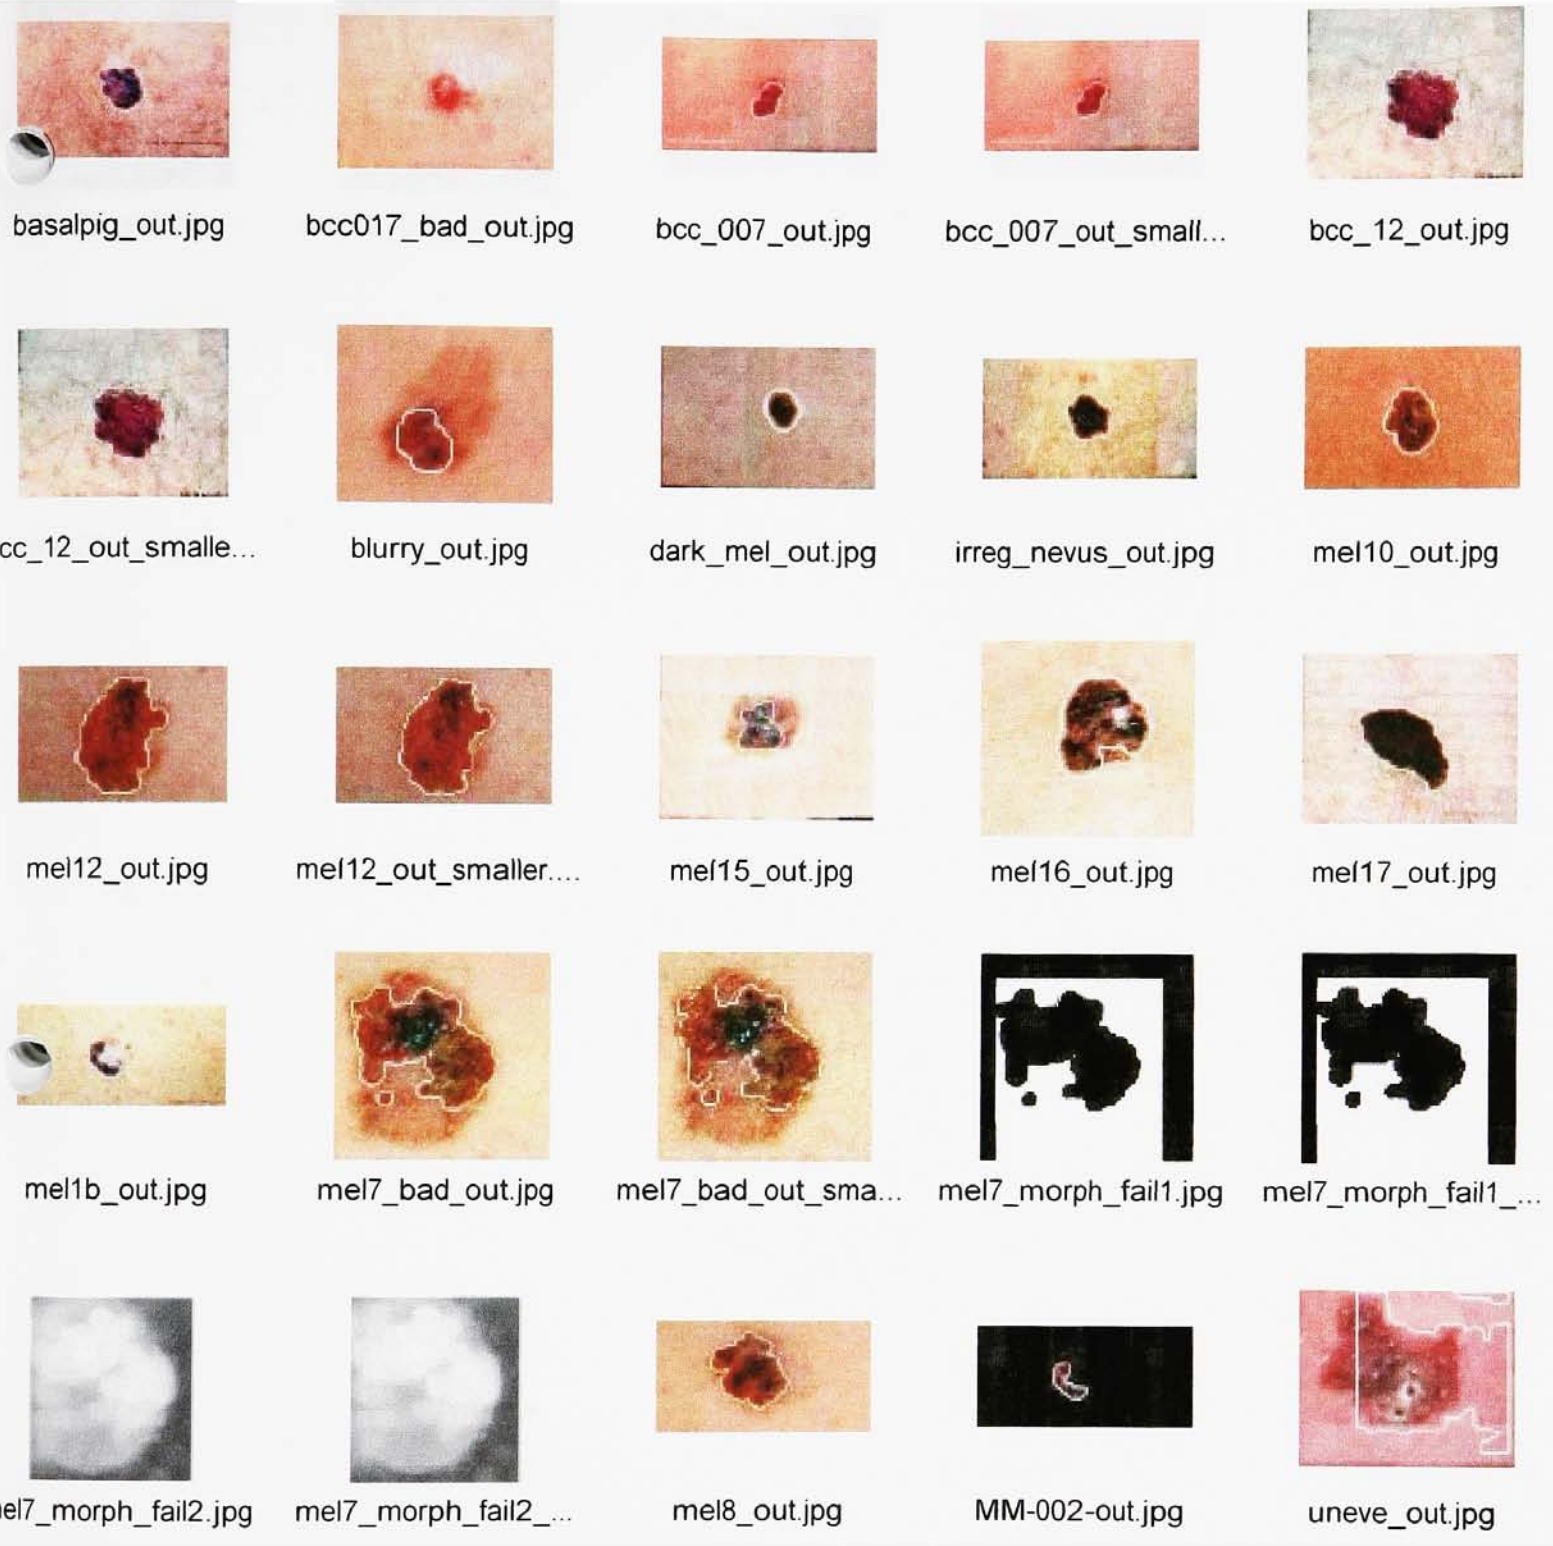 basalpig_out.jpg
bcc017_bad_out.jpg
bcc_007_out.jpg
bcc_007_out_small...
bcc_12_out.jpg
cc_12_out_smalle...
blurry_out.jpg
dark_mel_out.jpg
irreg_nevus_out.jpg
mel10_out.jpg
mel12_out.jpg
mel12_out_smaller....
mel15_out.jpg
mel16_out.jpg
mel17_out.jpg
mel1b_out.jpg
mel7_bad_out.jpg
mel7_bad_out_sma...
mel7_morph_fail1.jpg
mel7_morph_fail1_...
el7_morph_fail2.jpg
mel7_morph_fail2_...
mel8_out.jpg
MM-002-out.jpg
uneve_out.jpg